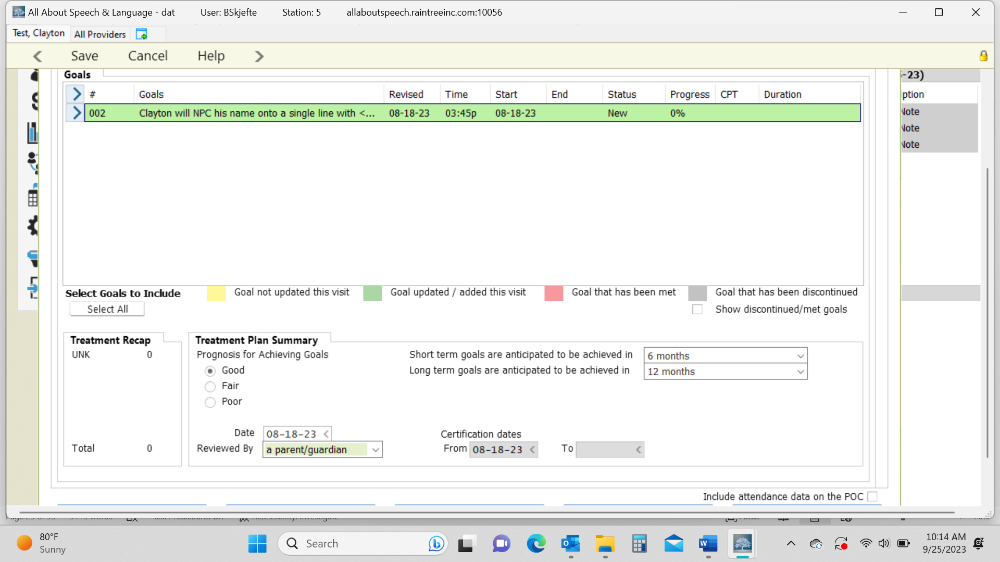 All About Speech & Language - dat User: BSkjefte Station: 5 allaboutspeech.raintreeinc.com:10056
Test, Clayton All Providers
Save Cancel Help
Goals
-23)
# Goals Revised Time Start End Status Progress CPT Duration
ption
002 Clayton will NPC his name onto a single line with <... 08-18-23 03:45p 08-18-23 New 0%
Note
Note
Note
Select Goals to Include Goal not updated this visit Goal updated / added this visit Goal that has been met Goal that has been discontinued
Select All Show discontinued/met goals
Treatment Recap Treatment Plan Summary
UNK 0 Prognosis for Achieving Goals Short term goals are anticipated to be achieved in 6 months
Good Long term goals are anticipated to be achieved in 12 months
Fair
Poor
Date 08-18-23 Certification dates
Total 0 Reviewed By a parent/guardian From 08-18-23 To
Include attendance data on the POC
80°F
Sunny
Search
10:14 AM
9/25/2023